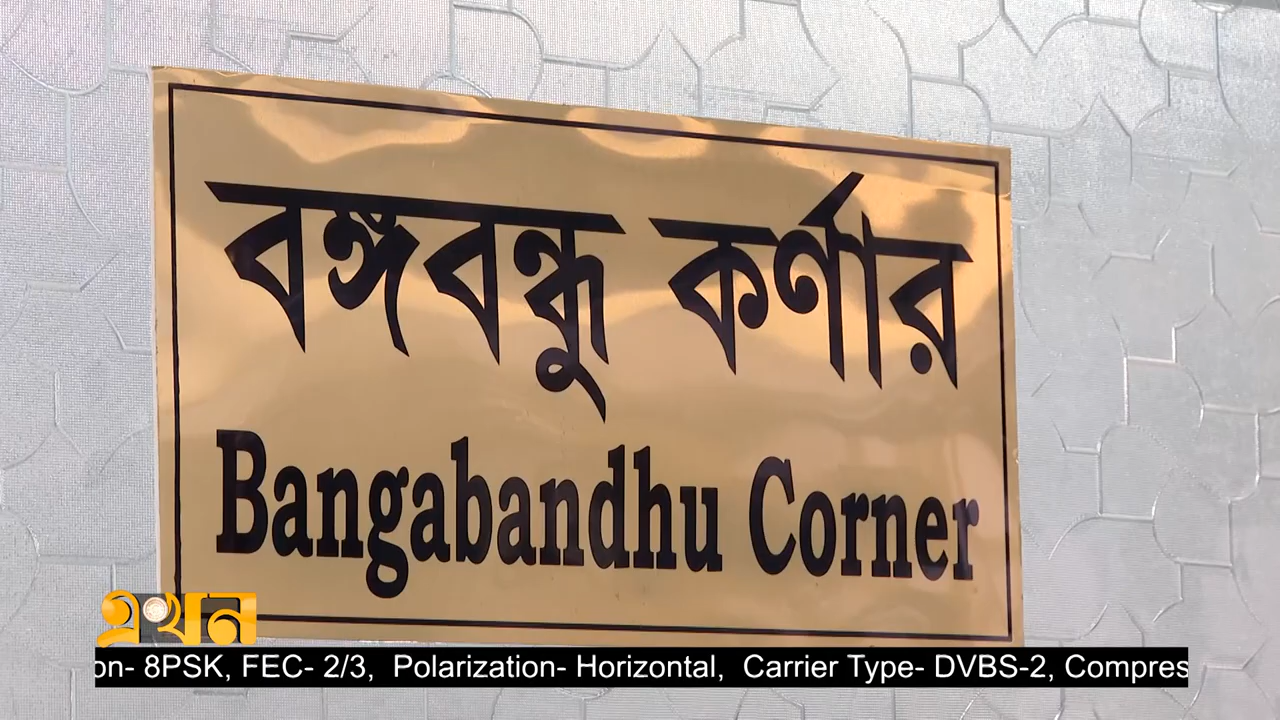 বঙ্গবন্ধু কর্ণার
Bangabandhu Corner
এখন
on- 8PSK, FEC- 2/3, Polarization- Horizontal, Carrier Type- DVBS-2, Compres